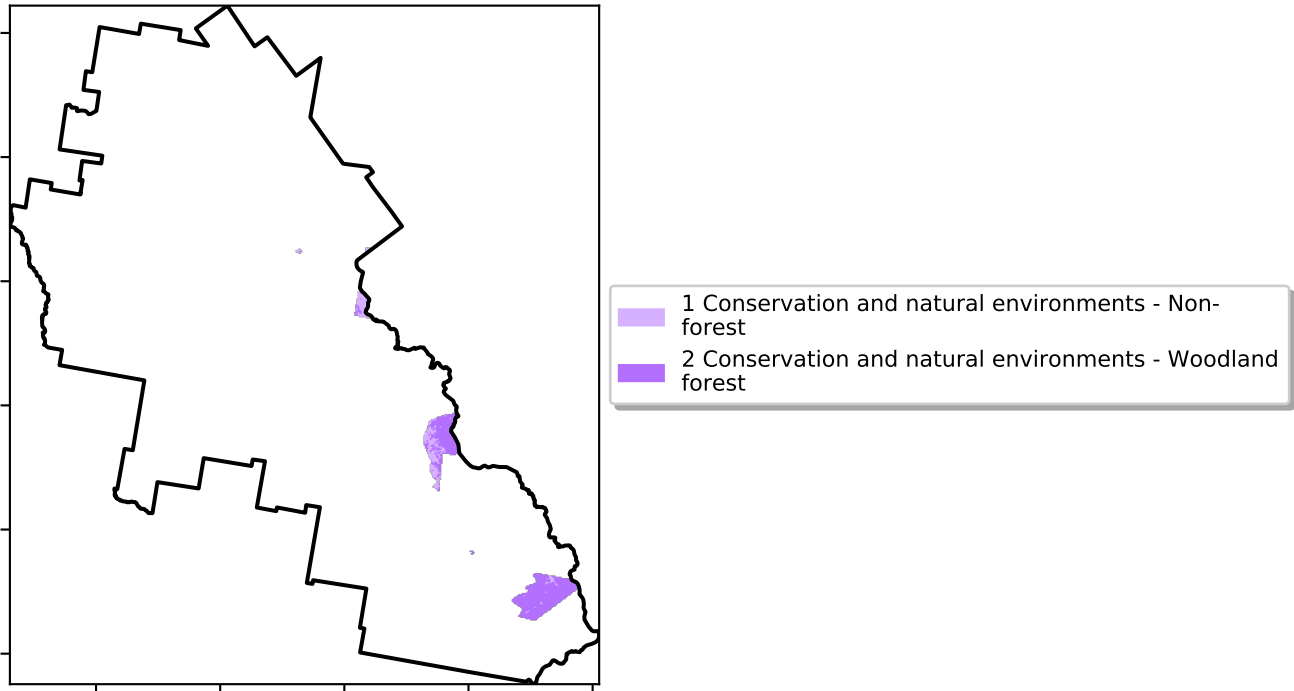 1 Conservation and natural environments - Non-
forest
2 Conservation and natural environments - Woodland
forest